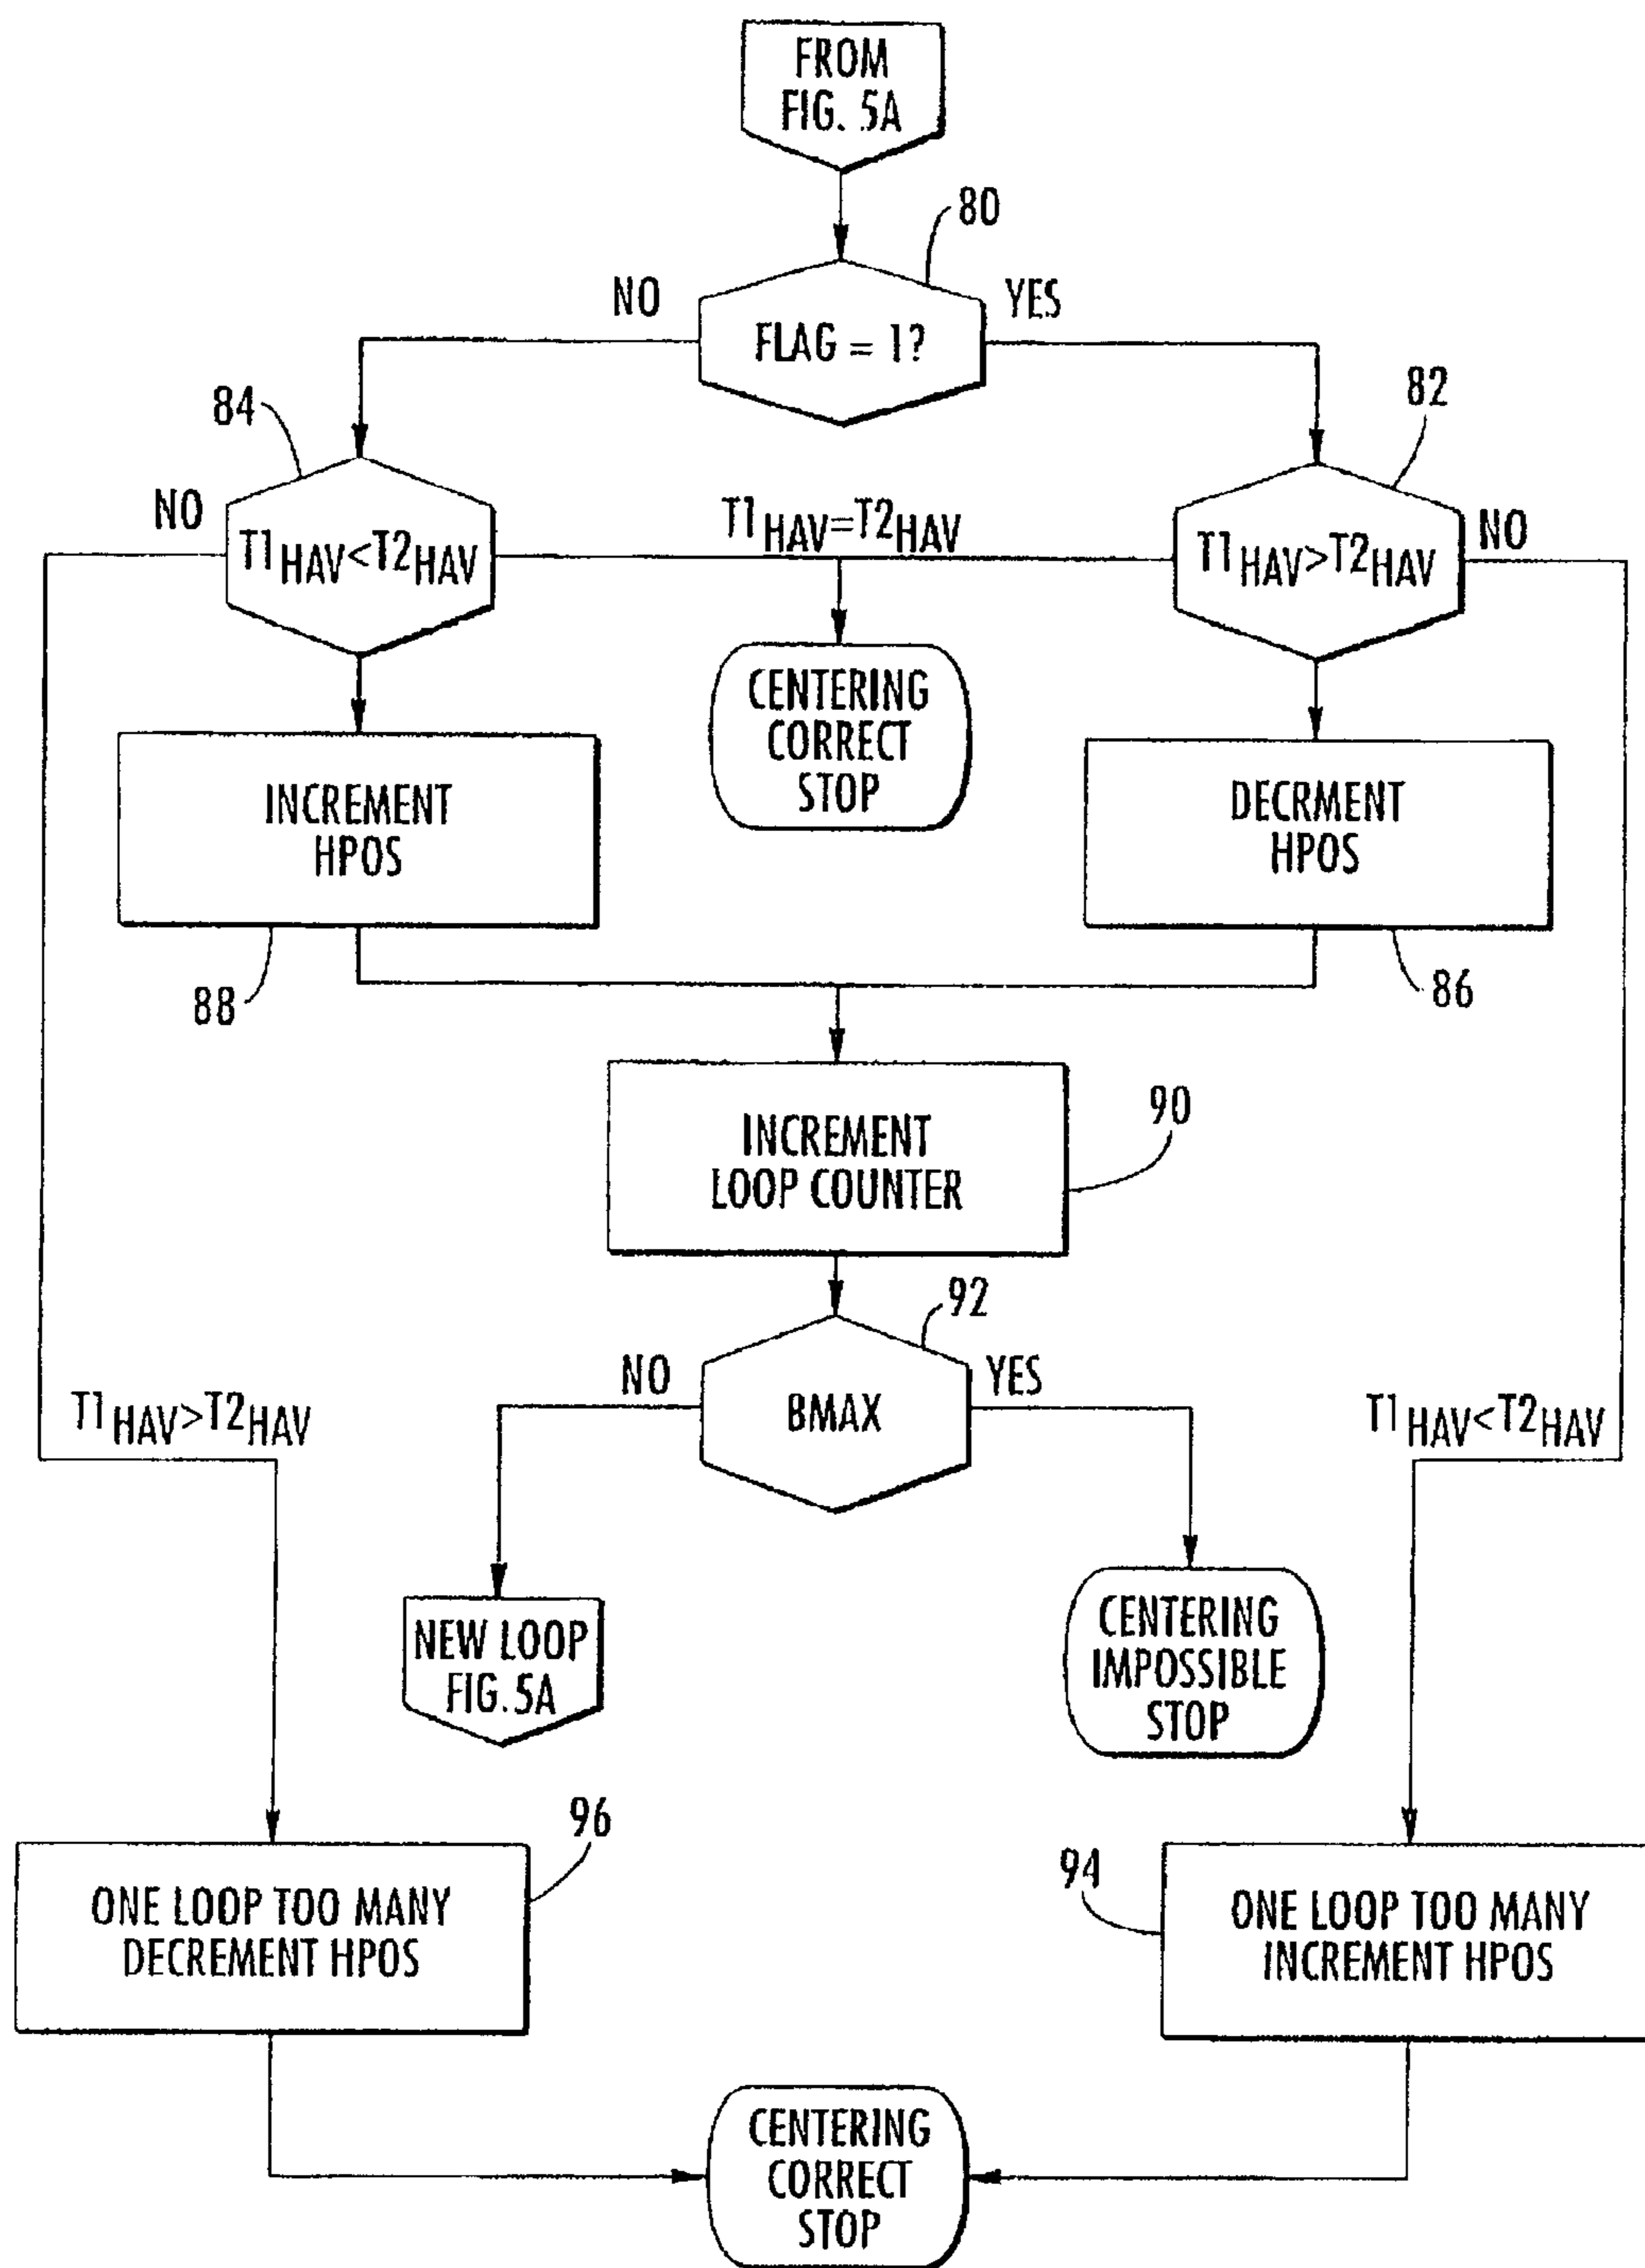 FROM
FIG. 5A
80
NO
YES
FLAG = 1?
84
82
NO
T1HAV=T2HAV
NO
T1HAV<T2HAV
T1HAV>T2HAV
CENTERING
CORRECT
STOP
INCREMENT
HPOS
DECRMENT
HPOS
88
86
INCREMENT
LOOP COUNTER
90
92
NO
YES
BMAX
T1HAV>T2HAV
T1HAV<T2HAV
NEW LOOP
FIG. 5A
CENTERING
IMPOSSIBLE
STOP
96
94
ONE LOOP TOO MANY
DECREMENT HPOS
ONE LOOP TOO MANY
INCREMENT HPOS
CENTERING
CORRECT
STOP